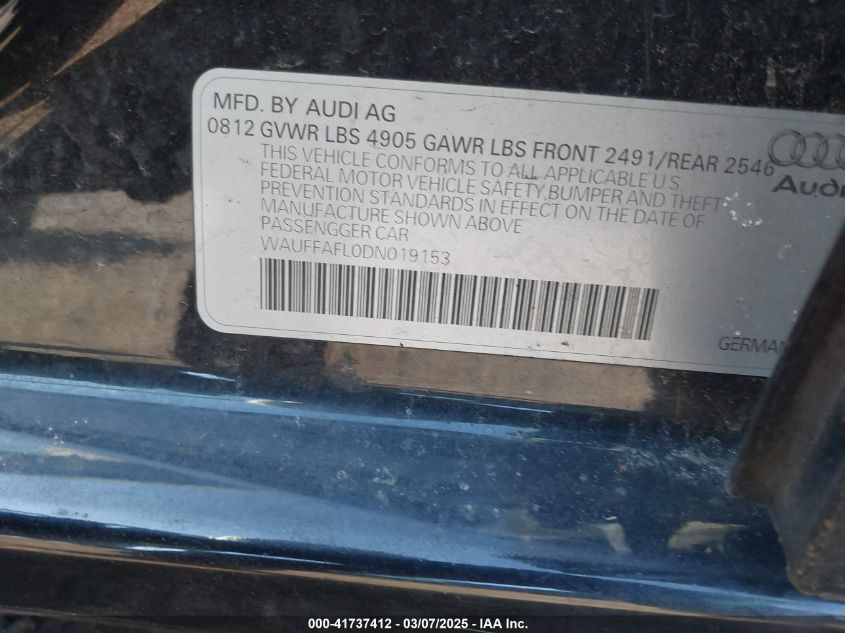 MFD. BY AUDI AG
0812 GVWR LBS 4905 GAWR LBS FRONT 2491/REAR 2546
THIS VEHICLE CONFORMS TO ALL APPLICABLE U S
FEDERAL MOTOR VEHICLE SAFETY, BUMPER AND THEFT
PREVENTION STANDARDS IN EFFECT ON THE DATE OF
MANUFACTURE SHOWN ABOVE
PASSENGGER CAR
WAUFFAFL0DN019153
Audi
GERMAN
000-41737412 - 03/07/2025 - IAA Inc.